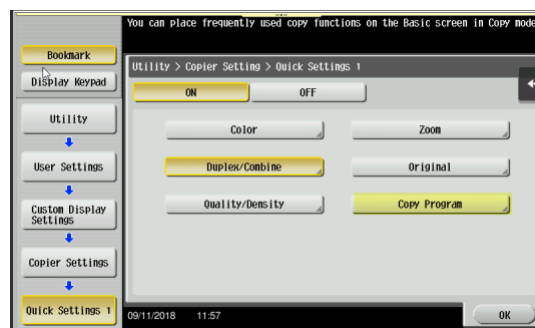 You can place frequently used copy functions on the Basic screen in Copy mode
Bookmark
Display Keypad
Utility
User Settings
Custom Display
Settings
Copier Settings
Quick Settings 1
Utility > Copier Setting > Quick Settings 1
ON OFF
Color Zoom
Duplex/Combine Original
Quality/Density Copy Program
09/11/2018 11:57
OK